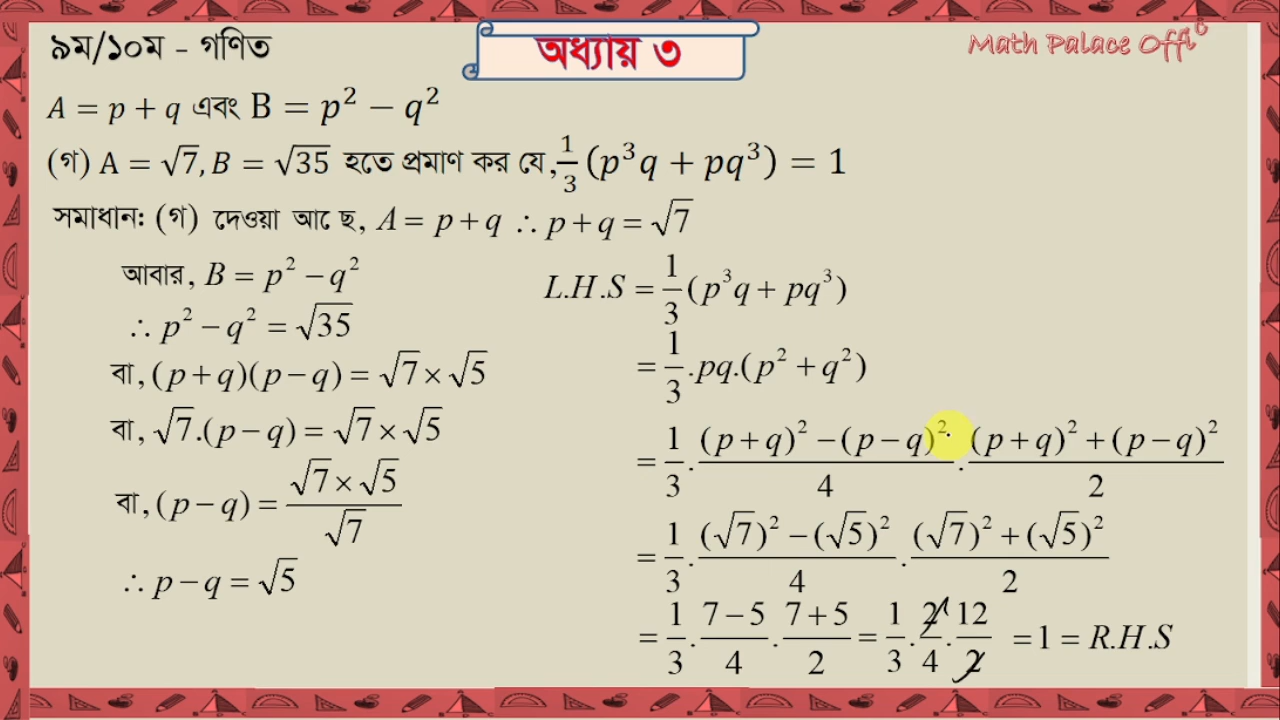 ৯ম/১০ম - গণিত
অধ্যায় ৩
Math Palace Offi
A = p + q এবং B = p² − q²
(গ) A = √7, B = √35 হতে প্রমাণ কর যে, 1/3 (p³q + pq³) = 1
সমাধানঃ (গ) দেওয়া আছে, A = p + q ∴ p + q = √7
আবার, B = p² − q²
∴ p² − q² = √35
বা, (p + q)(p − q) = √7 × √5
বা, √7.(p − q) = √7 × √5
বা, (p − q) = (√7 × √5)/√7
∴ p − q = √5
L.H.S = 1/3 (p³q + pq³)
= 1/3 .pq.(p² + q²)
= 1/3 . ((p + q)² − (p − q)²)/4 . ((p + q)² + (p − q)²)/2
= 1/3 . ((√7)² − (√5)²)/4 . ((√7)² + (√5)²)/2
= 1/3 . (7 − 5)/4 . (7 + 5)/2 = 1/3 . 2/4 . 12/2 = 1 = R.H.S